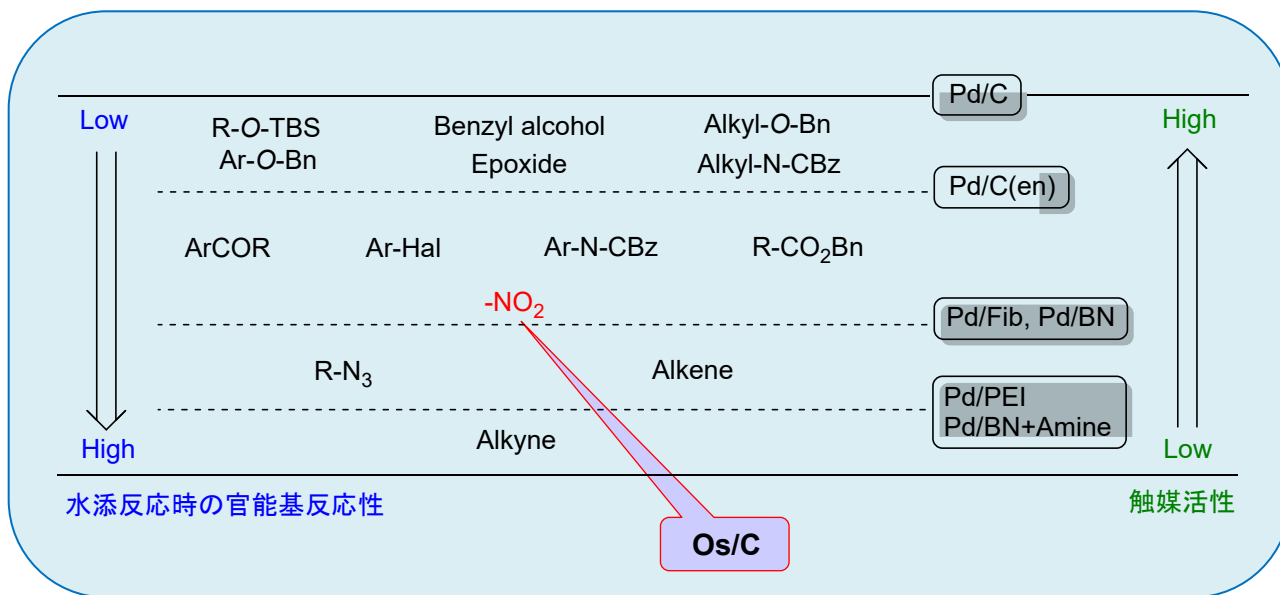 Pd/C
Low
R-O-TBS
Benzyl alcohol
Alkyl-O-Bn
High
Ar-O-Bn
Epoxide
Alkyl-N-CBz
Pd/C(en)
ArCOR
Ar-Hal
Ar-N-CBz
R-CO₂Bn
-NO₂
Pd/Fib, Pd/BN
R-N₃
Alkene
Pd/PEI
Pd/BN+Amine
High
Alkyne
Low
水添反応時の官能基反応性
触媒活性
Os/C